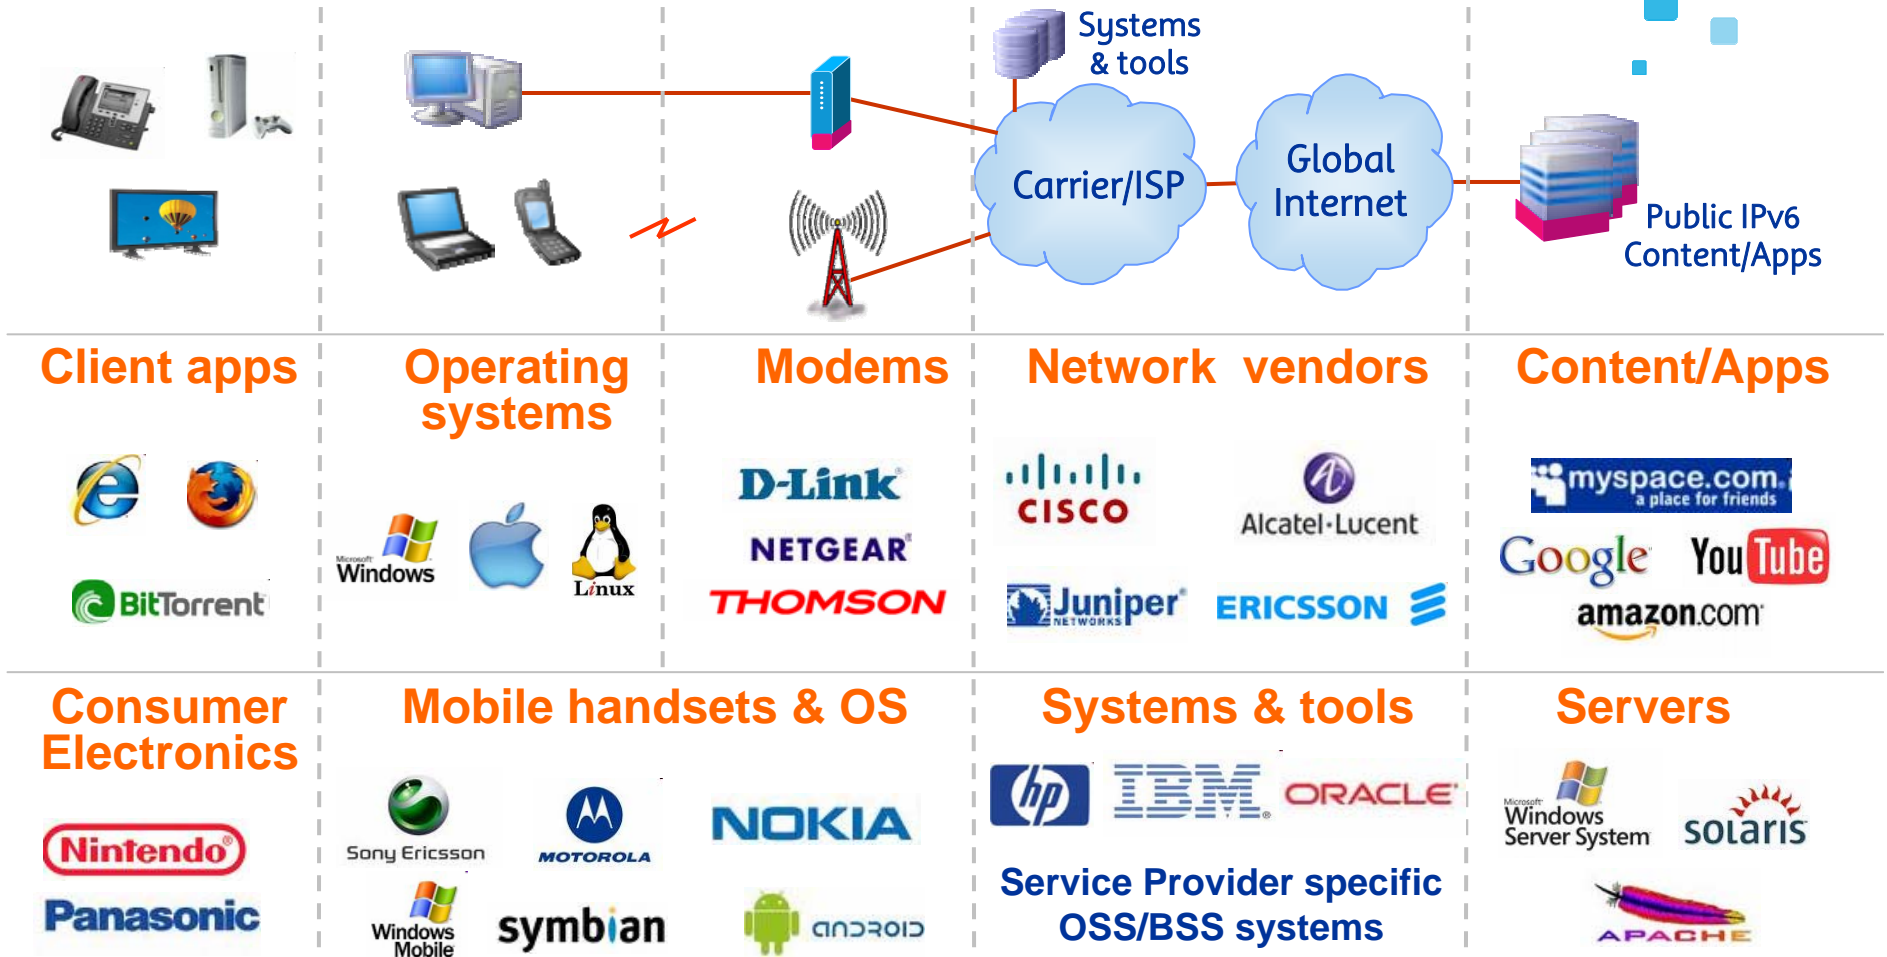 Systems
& tools
Carrier/ISP
Global
Internet
Public IPv6
Content/Apps
Client apps
Operating
systems
Modems
Network vendors
Content/Apps
BitTorrent
Microsoft
Windows
Linux
D-Link®
NETGEAR®
THOMSON
CISCO
Alcatel·Lucent
Juniper®
NETWORKS
ERICSSON
myspace.com®
a place for friends
Google
YouTube
amazon.com
Consumer
Electronics
Mobile handsets & OS
Systems & tools
Servers
Nintendo®
Panasonic
Sony Ericsson
MOTOROLA
NOKIA
Windows
Mobile
symbian
ANDROID
hp
IBM®
ORACLE
Service Provider specific
OSS/BSS systems
Microsoft
Windows
Server System
solaris
APACHE